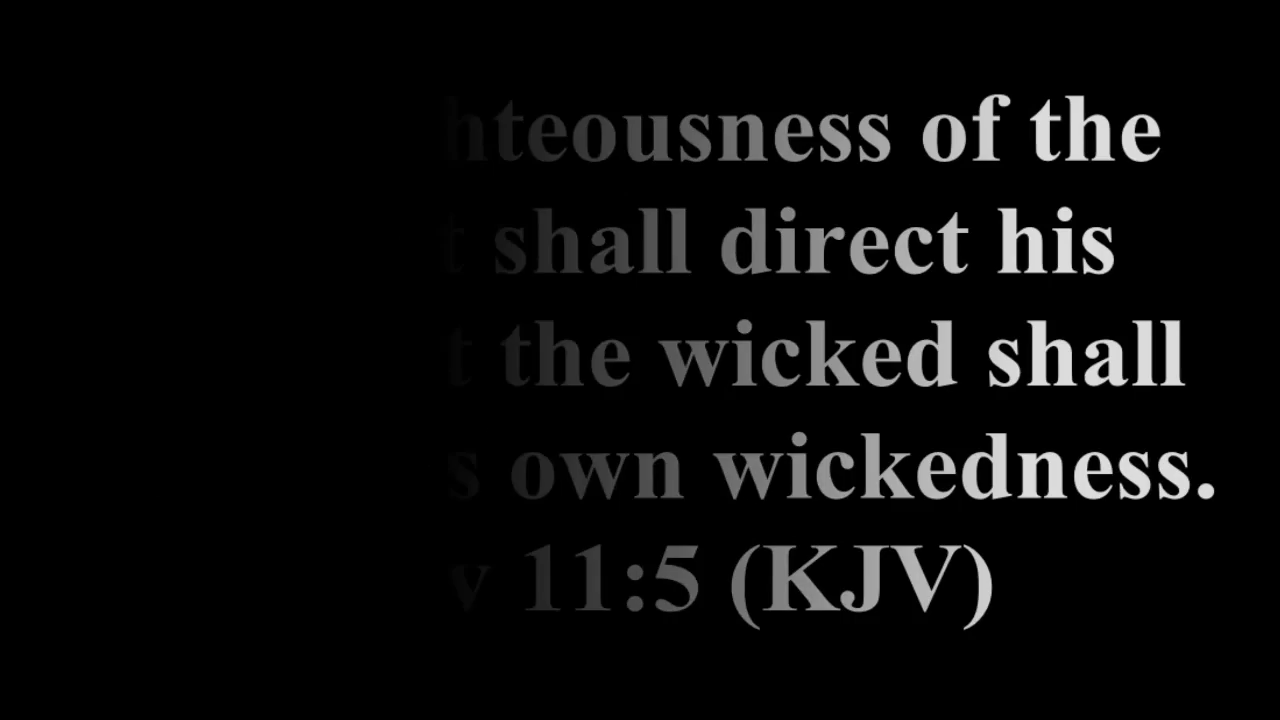 hteousness of the
t shall direct his
t the wicked shall
s own wickedness.
v 11:5 (KJV)